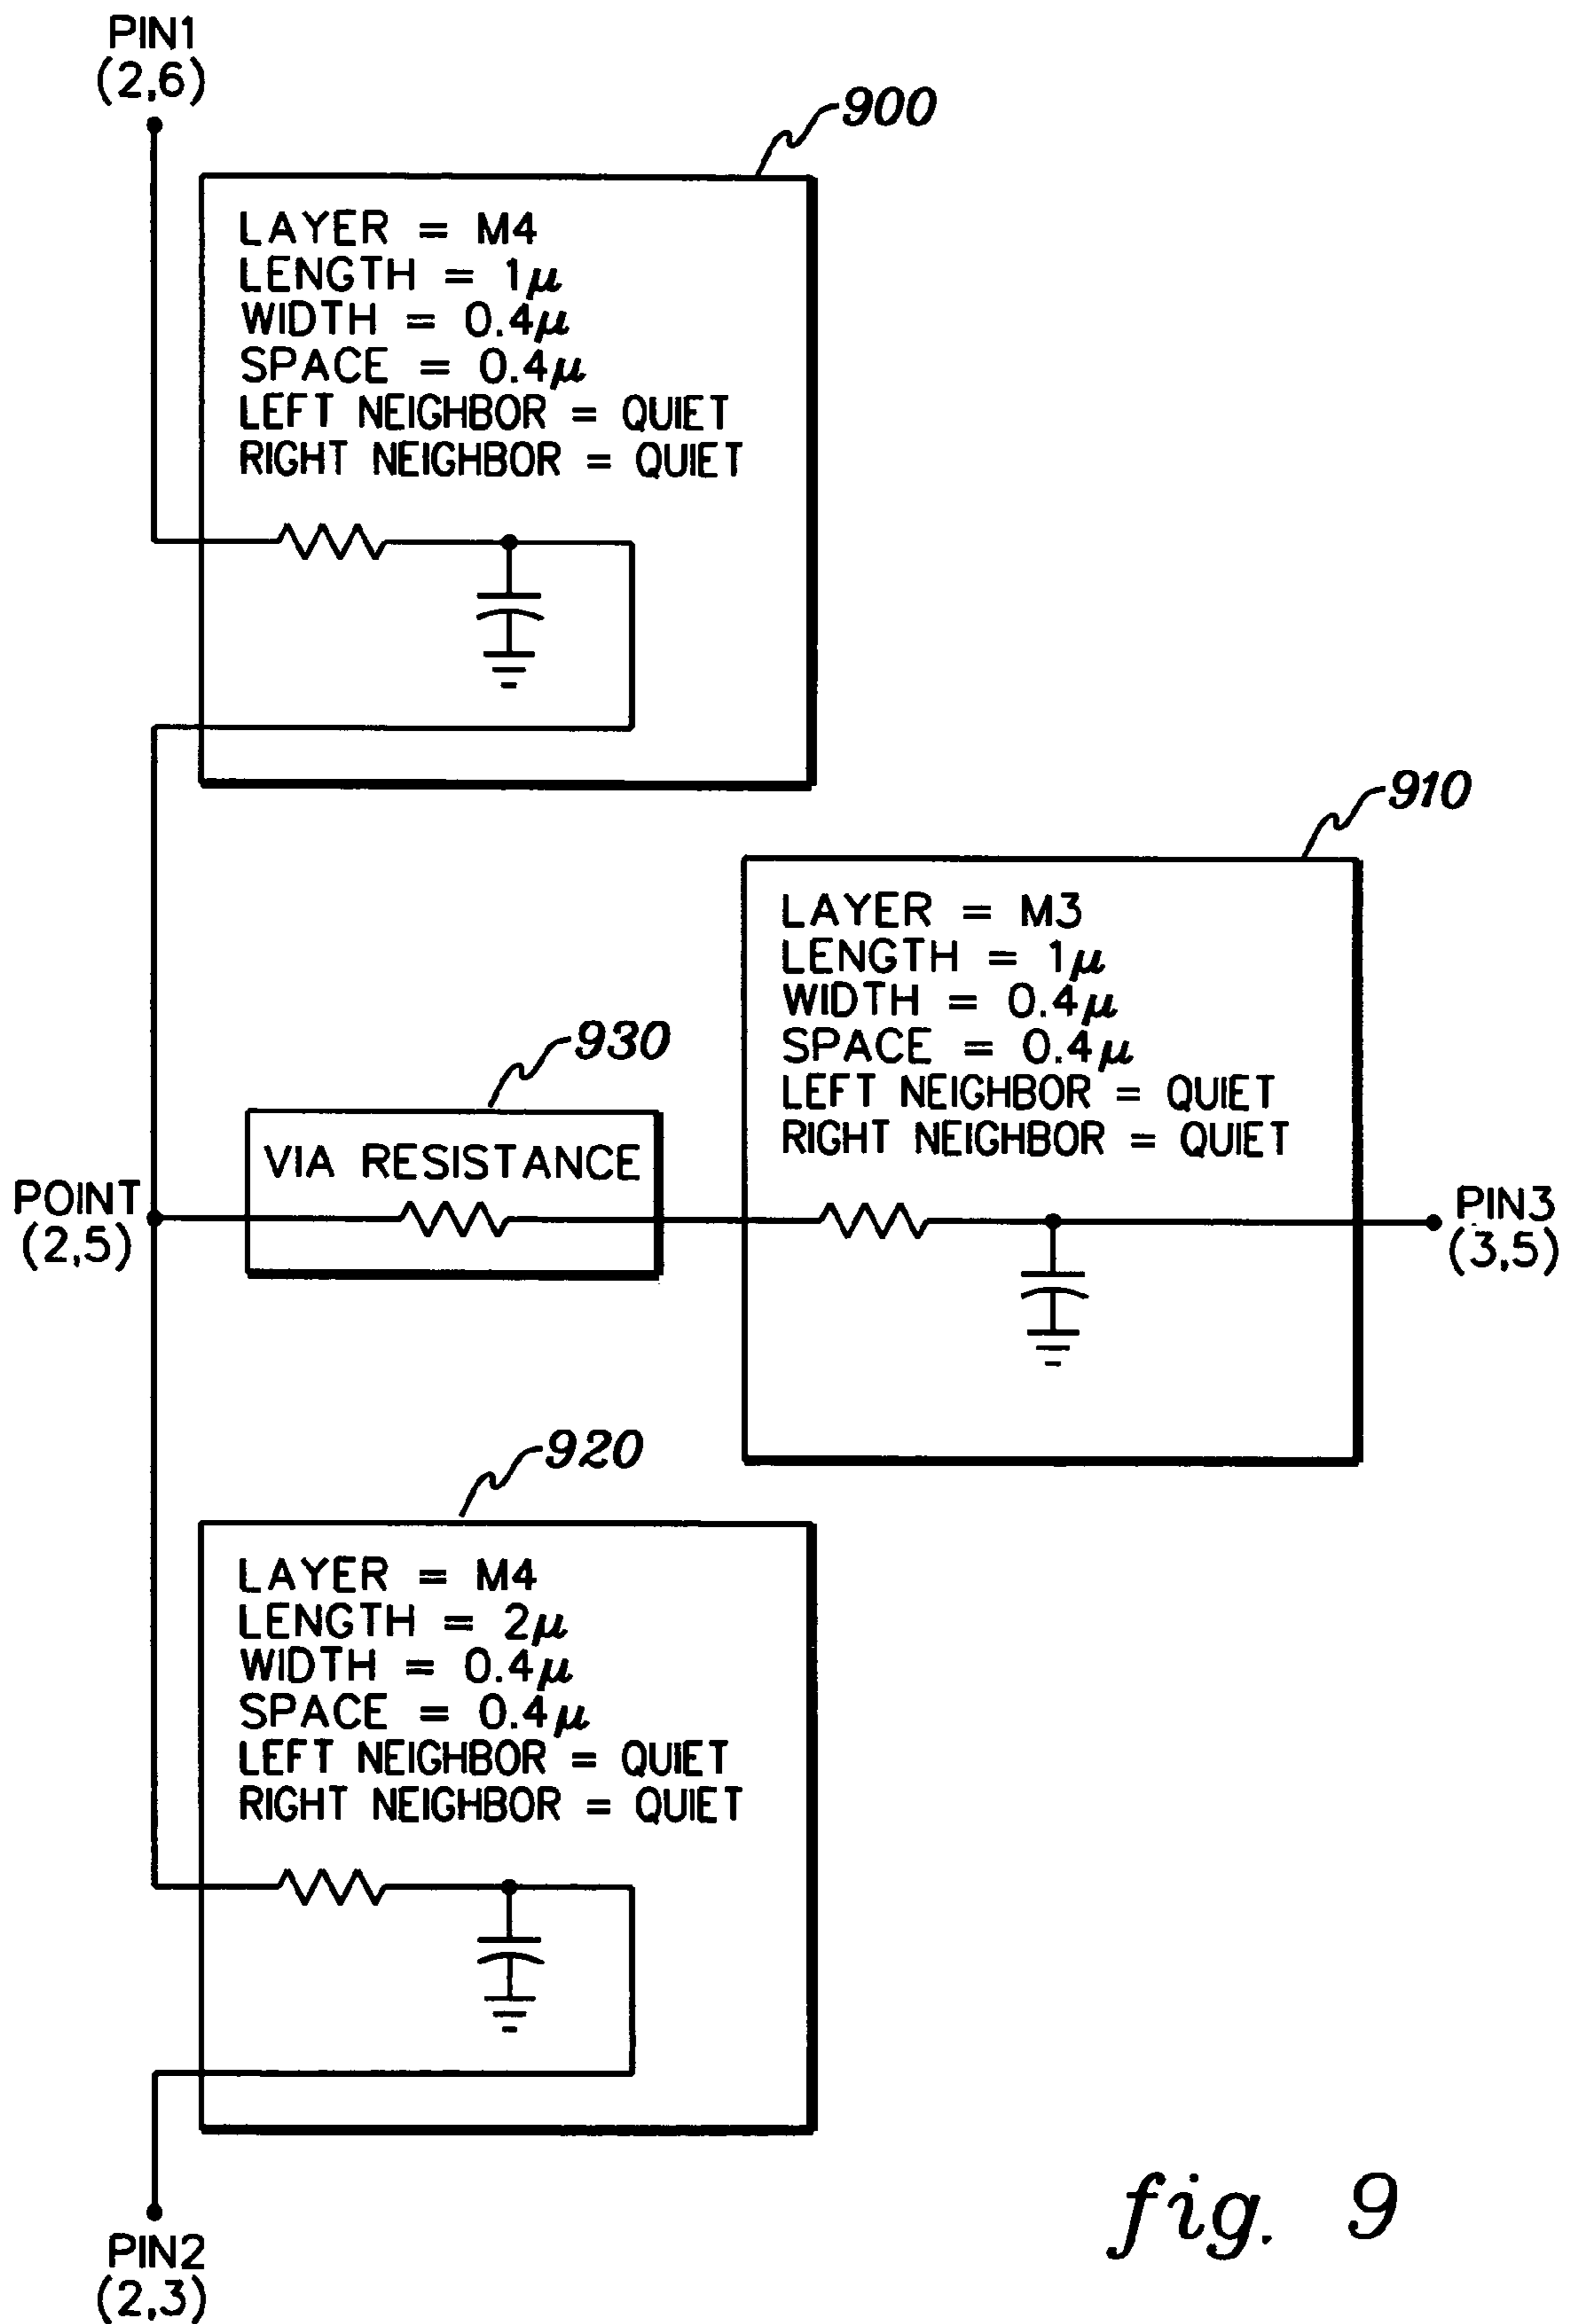 PIN1
(2,6)
900
LAYER = M4
LENGTH = 1μ
WIDTH = 0.4μ
SPACE = 0.4μ
LEFT NEIGHBOR = QUIET
RIGHT NEIGHBOR = QUIET
910
LAYER = M3
LENGTH = 1μ
WIDTH = 0.4μ
SPACE = 0.4μ
LEFT NEIGHBOR = QUIET
RIGHT NEIGHBOR = QUIET
930
VIA RESISTANCE
POINT
(2,5)
PIN3
(3,5)
920
LAYER = M4
LENGTH = 2μ
WIDTH = 0.4μ
SPACE = 0.4μ
LEFT NEIGHBOR = QUIET
RIGHT NEIGHBOR = QUIET
PIN2
(2,3)
fig. 9